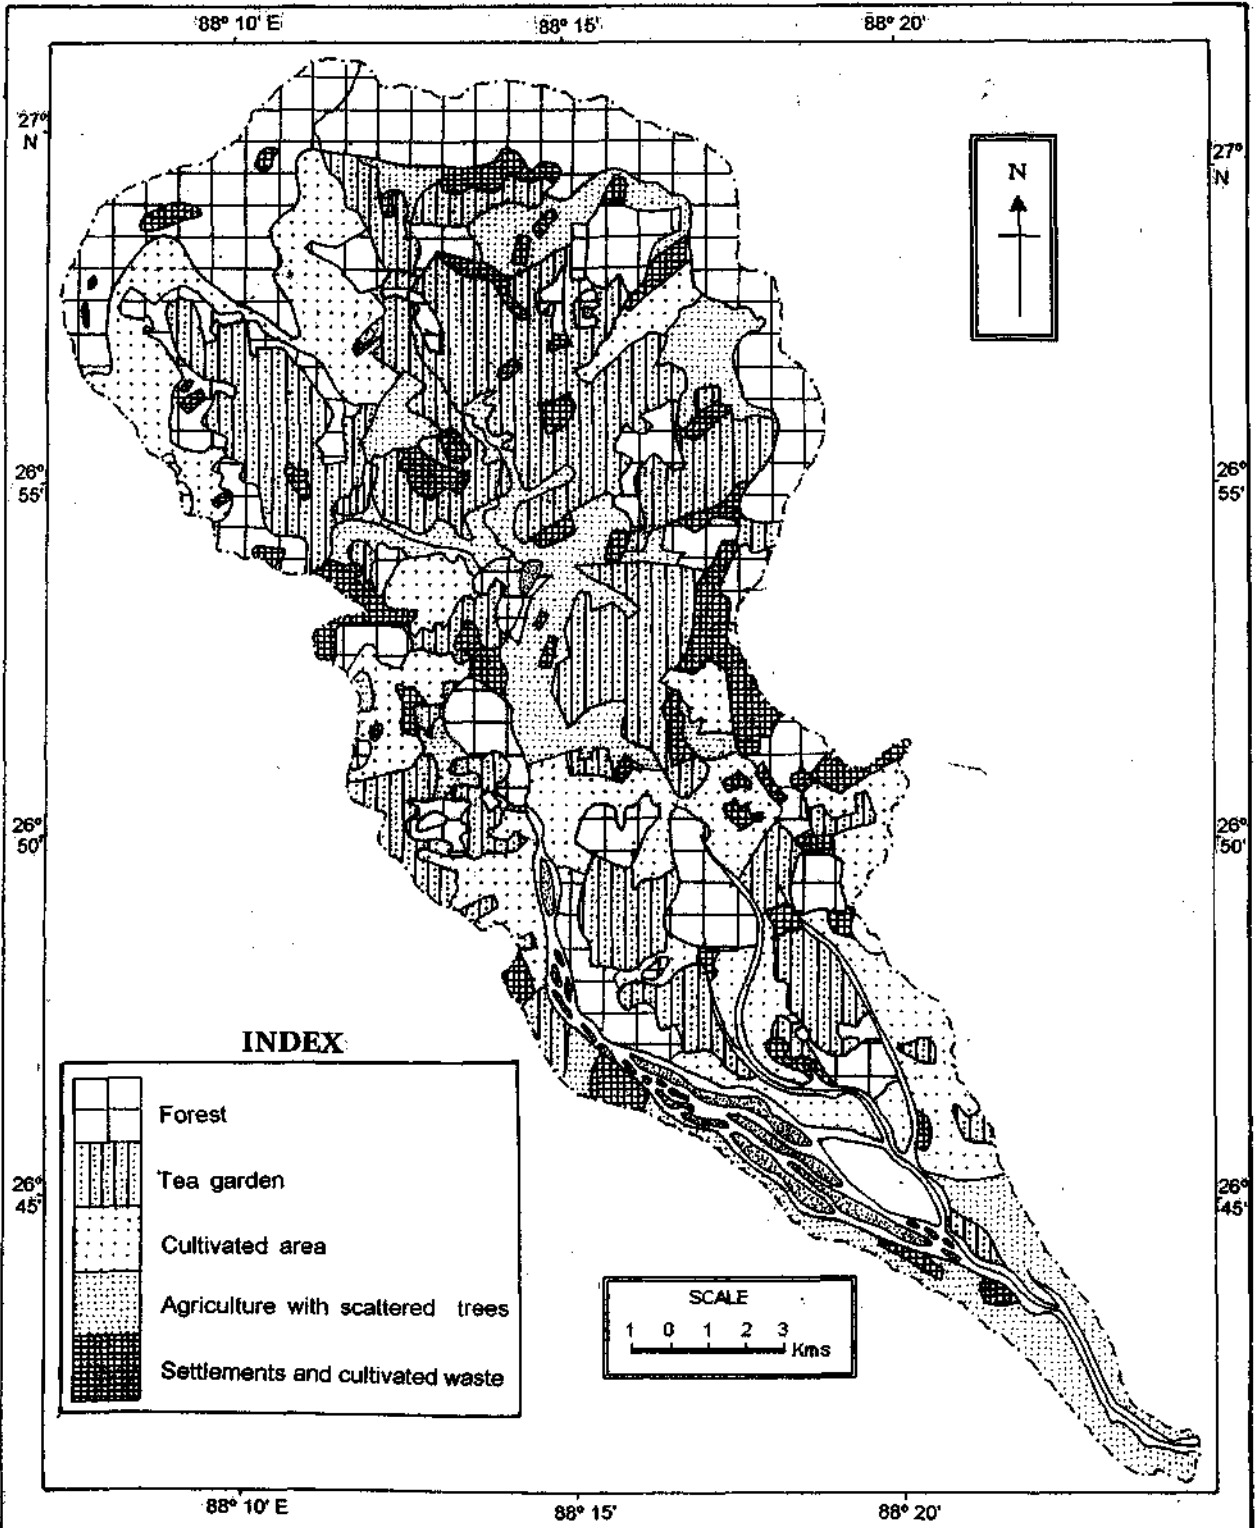 88° 10' E 88° 15' 88° 20'
27°
N
27°
N
N
26°
55'
26°
55'
26°
50'
26°
50'
INDEX
Forest
Tea garden
Cultivated area
Agriculture with scattered trees
Settlements and cultivated waste
26°
45'
26°
45'
SCALE
1 0 1 2 3
Kms
88° 10' E 88° 15' 88° 20'